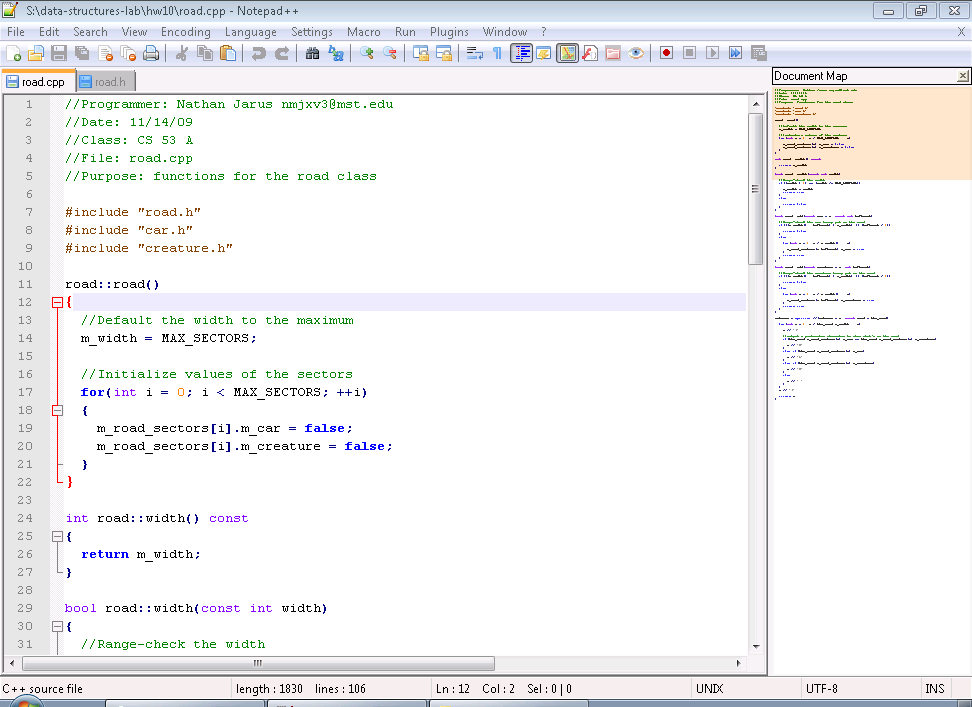 S:\data-structures-lab\hw10\road.cpp - Notepad++
File Edit Search View Encoding Language Settings Macro Run Plugins Window ? X
road.cpp road.h
Document Map
1 //Programmer: Nathan Jarus nmjxv3@mst.edu
2 //Date: 11/14/09
3 //Class: CS 53 A
4 //File: road.cpp
5 //Purpose: functions for the road class
6
7 #include "road.h"
8 #include "car.h"
9 #include "creature.h"
10
11 road::road()
12 {
13 //Default the width to the maximum
14 m_width = MAX_SECTORS;
15
16 //Initialize values of the sectors
17 for(int i = 0; i < MAX_SECTORS; ++i)
18 {
19 m_road_sectors[i].m_car = false;
20 m_road_sectors[i].m_creature = false;
21 }
22 }
23
24 int road::width() const
25 {
26 return m_width;
27 }
28
29 bool road::width(const int width)
30 {
31 //Range-check the width
C++ source file length : 1830 lines : 106 Ln : 12 Col : 2 Sel : 0 | 0 UNIX UTF-8 INS